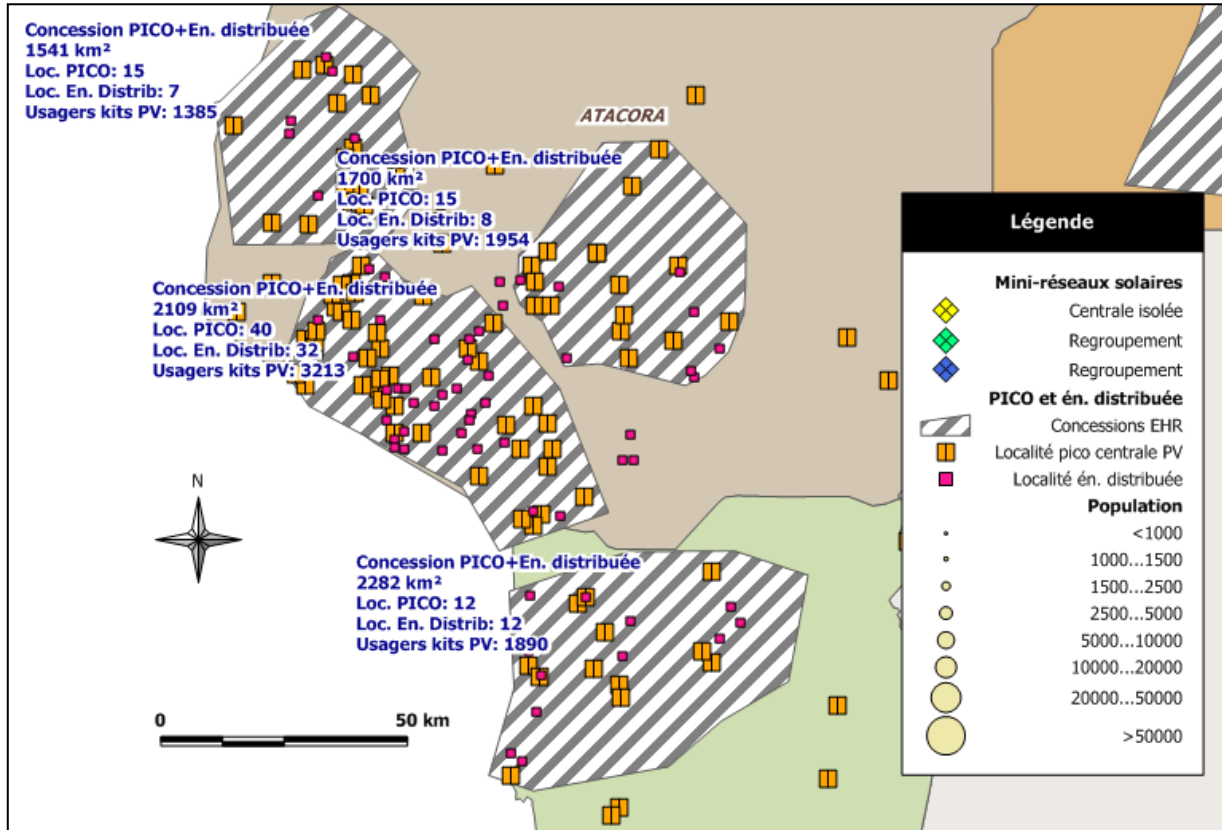 Concession PICO+En. distribuée
1541 km²
Loc. PICO: 15
Loc. En. Distrib: 7
Usagers kits PV: 1385
ATACORA
Concession PICO+En. distribuée
1700 km²
Loc. PICO: 15
Loc. En. Distrib: 8
Usagers kits PV: 1954
Concession PICO+En. distribuée
2109 km²
Loc. PICO: 40
Loc. En. Distrib: 32
Usagers kits PV: 3213
Concession PICO+En. distribuée
2282 km²
Loc. PICO: 12
Loc. En. Distrib: 12
Usagers kits PV: 1890
N
0 50 km
Légende
Mini-réseaux solaires
Centrale isolée
Regroupement
Regroupement
PICO et én. distribuée
Concessions EHR
Localité pico centrale PV
Localité én. distribuée
Population
<1000
1000...1500
1500...2500
2500...5000
5000...10000
10000...20000
20000...50000
>50000